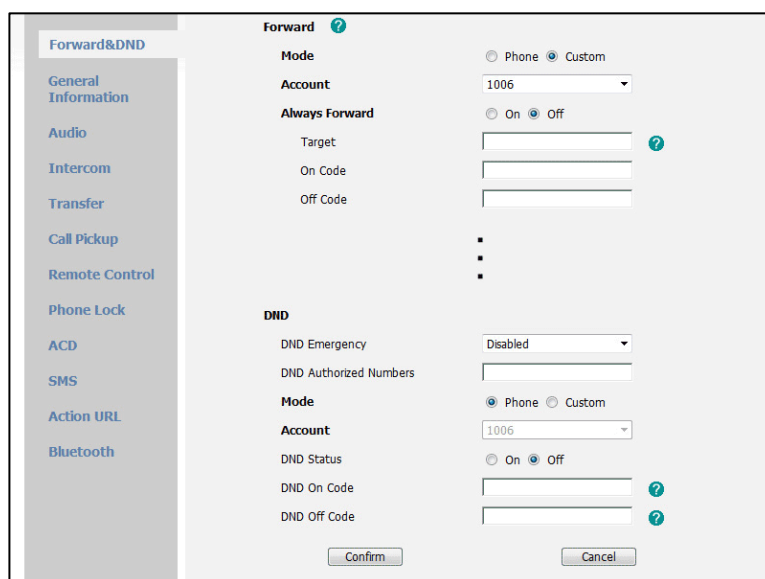 Forward&DND
General
Information
Audio
Intercom
Transfer
Call Pickup
Remote Control
Phone Lock
ACD
SMS
Action URL
Bluetooth
Forward ?
Mode Phone Custom
Account 1006
Always Forward On Off
Target ?
On Code
Off Code
DND
DND Emergency Disabled
DND Authorized Numbers
Mode Phone Custom
Account 1006
DND Status On Off
DND On Code ?
DND Off Code ?
Confirm Cancel